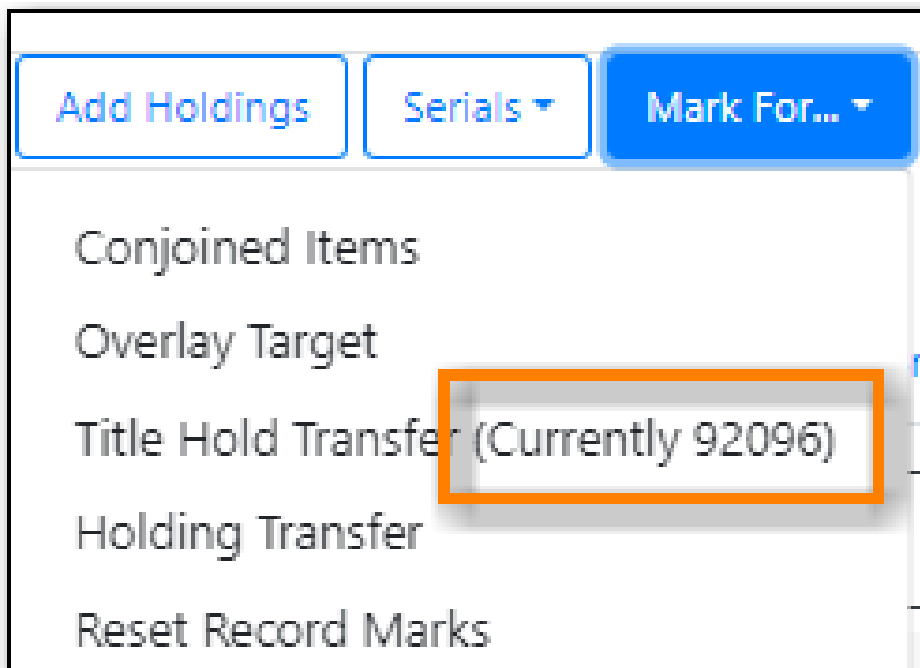 Add Holdings Serials Mark For...
Conjoined Items
Overlay Target
Title Hold Transfer (Currently 92096)
Holding Transfer
Reset Record Marks